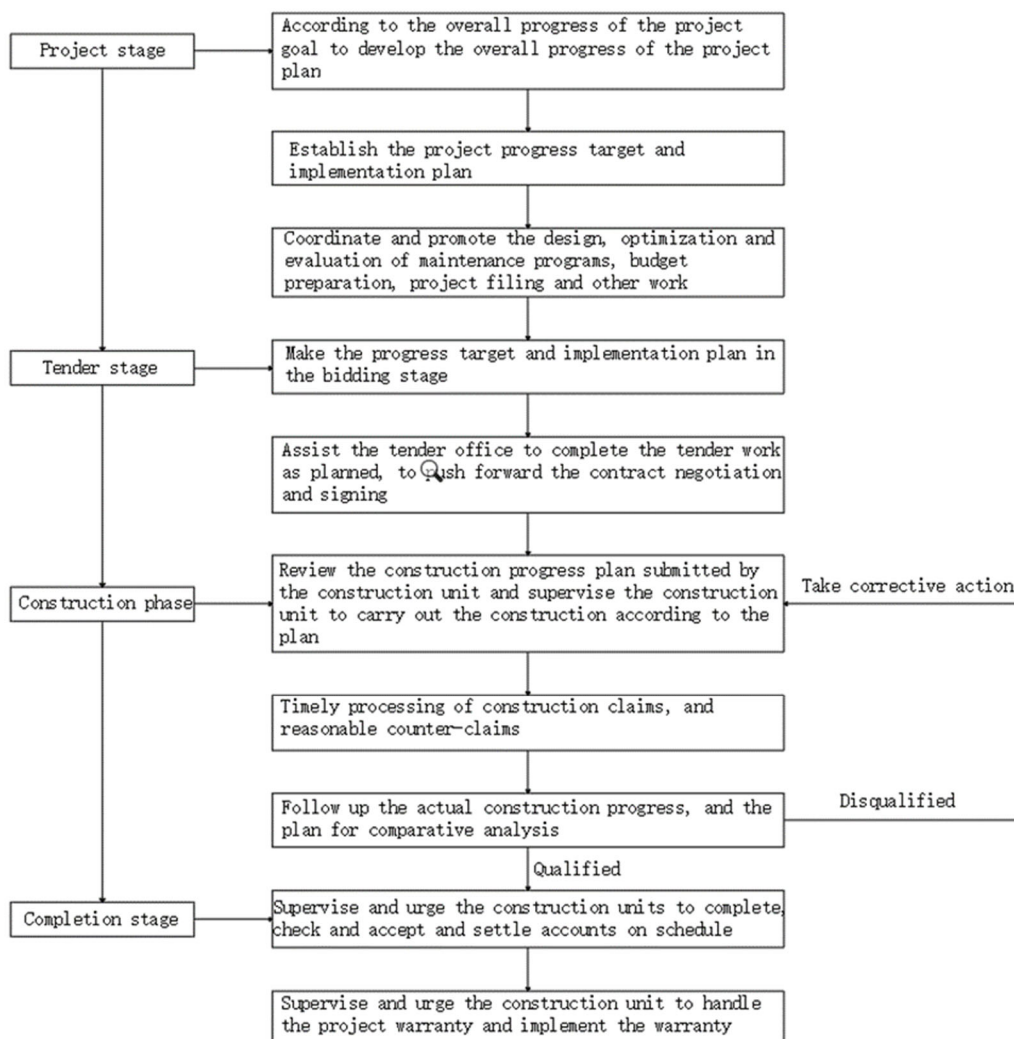 According to the overall progress of the project
goal to develop the overall progress of the project
plan
Project stage
Establish the project progress target and
implementation plan
Coordinate and promote the design, optimization and
evaluation of maintenance programs, budget
preparation, project filing and other work
Tender stage
Make the progress target and implementation plan in
the bidding stage
Assist the tender office to complete the tender work
as planned, to push forward the contract negotiation
and signing
Construction phase
Review the construction progress plan submitted by
the construction unit and supervise the construction
unit to carry out the construction according to the
plan
Take corrective action
Timely processing of construction claims, and
reasonable counter-claims
Follow up the actual construction progress, and the
plan for comparative analysis
Disqualified
Qualified
Completion stage
Supervise and urge the construction units to complete,
check and accept and settle accounts on schedule
Supervise and urge the construction unit to handle
the project warranty and implement the warranty